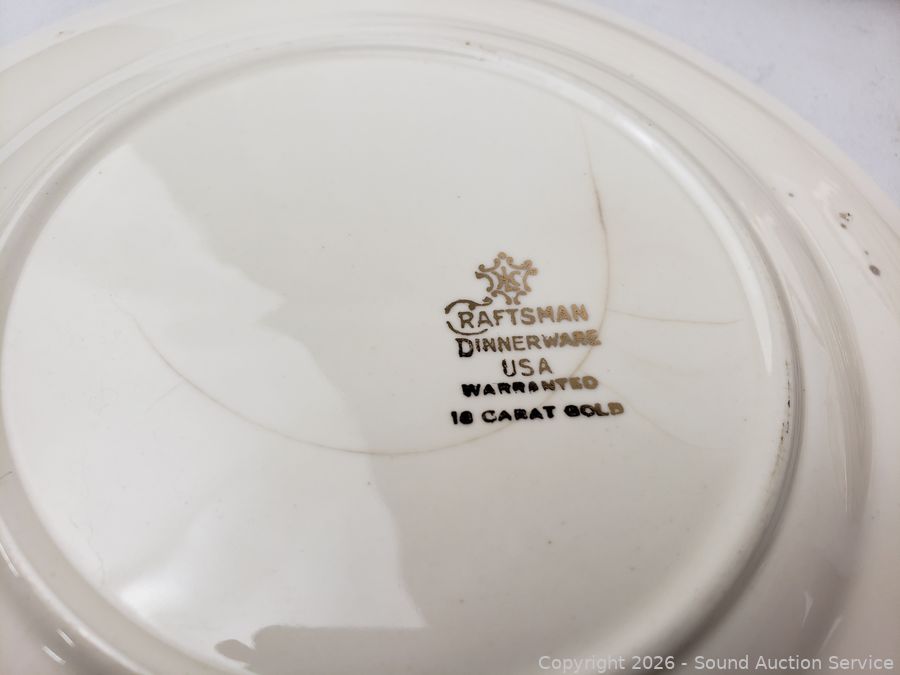 CRAFTSMAN
DINNERWARE
USA
WARRANTED
18 CARAT GOLD
Copyright © 2026 - Sound Auction Service